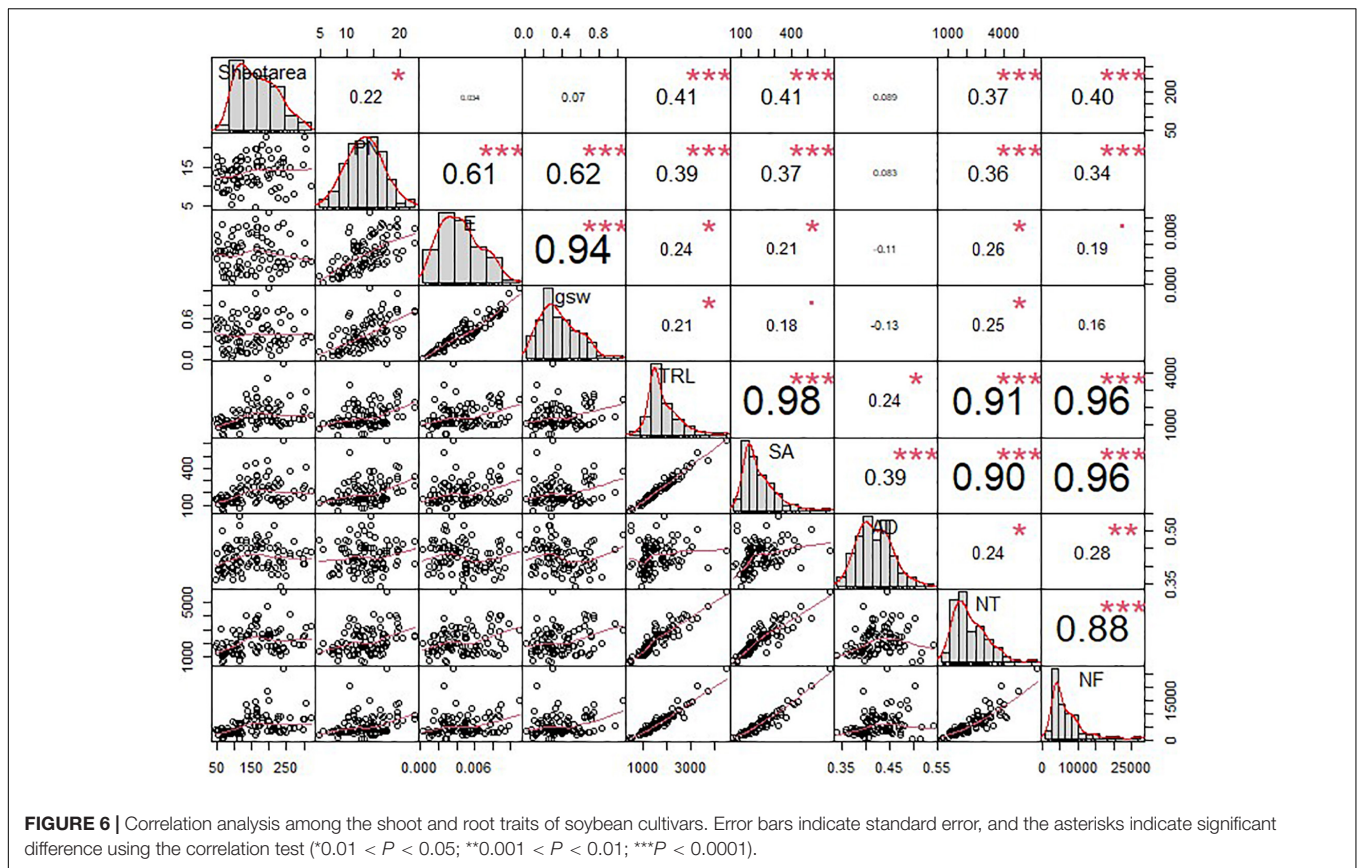 5 10 20 0.0 0.4 0.8 100 400 1000 4000
Shootarea 0.22 * 0.034 0.07 0.41 *** 0.41 *** 0.089 0.37 *** 0.40 *** 50 200
5 15 0.61 *** 0.62 *** 0.39 *** 0.37 *** 0.083 0.36 *** 0.34 ***
E 0.94 *** 0.24 * 0.21 * -0.11 0.26 * 0.19 . 0.000 0.008
0.0 0.6 gsw 0.21 * 0.18 . -0.13 0.25 * 0.16
TRL 0.98 *** 0.24 * 0.91 *** 0.96 *** 1000 4000
100 400 SA 0.39 *** 0.90 *** 0.96 ***
AD 0.24 * 0.28 ** 0.35 0.50
1000 5000 NT 0.88 ***
NF 0 15000
50 150 250 0.000 0.006 1000 3000 0.35 0.45 0.55 0 10000 25000
FIGURE 6 | Correlation analysis among the shoot and root traits of soybean cultivars. Error bars indicate standard error, and the asterisks indicate significant
difference using the correlation test (*0.01 < P < 0.05; **0.001 < P < 0.01; ***P < 0.0001).